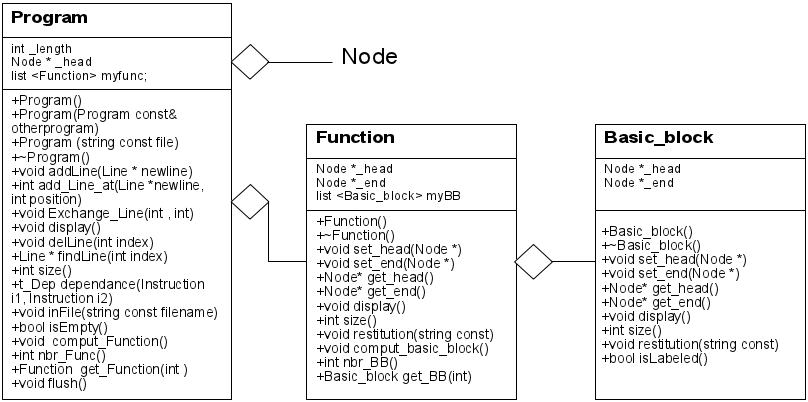 Program
int _length
Node * _head
list <Function> myfunc;
+Program()
+Program(Program const&
otherprogram)
+Program (string const file)
+~Program()
+void addLine(Line * newline)
+int add_Line_at(Line *newline,
int position)
+void Exchange_Line(int , int)
+void display()
+void delLine(int index)
+Line * findLine(int index)
+int size()
+t_Dep dependance(Instruction
i1, Instruction i2)
+void inFile(string const filename)
+bool isEmpty()
+void comput_Function()
+int nbr_Func()
+Function get_Function(int )
+void flush()
Node
Function
Node *_head
Node *_end
list <Basic_block> myBB
+Function()
+~Function()
+void set_head(Node *)
+void set_end(Node *)
+Node* get_head()
+Node* get_end()
+void display()
+int size()
+void restitution(string const)
+void comput_basic_block()
+int nbr_BB()
+Basic_block get_BB(int)
Basic_block
Node *_head
Node *_end
+Basic_block()
+~Basic_block()
+void set_head(Node *)
+void set_end(Node *)
+Node* get_head()
+Node* get_end()
+void display()
+int size()
+void restitution(string const)
+bool isLabeled()